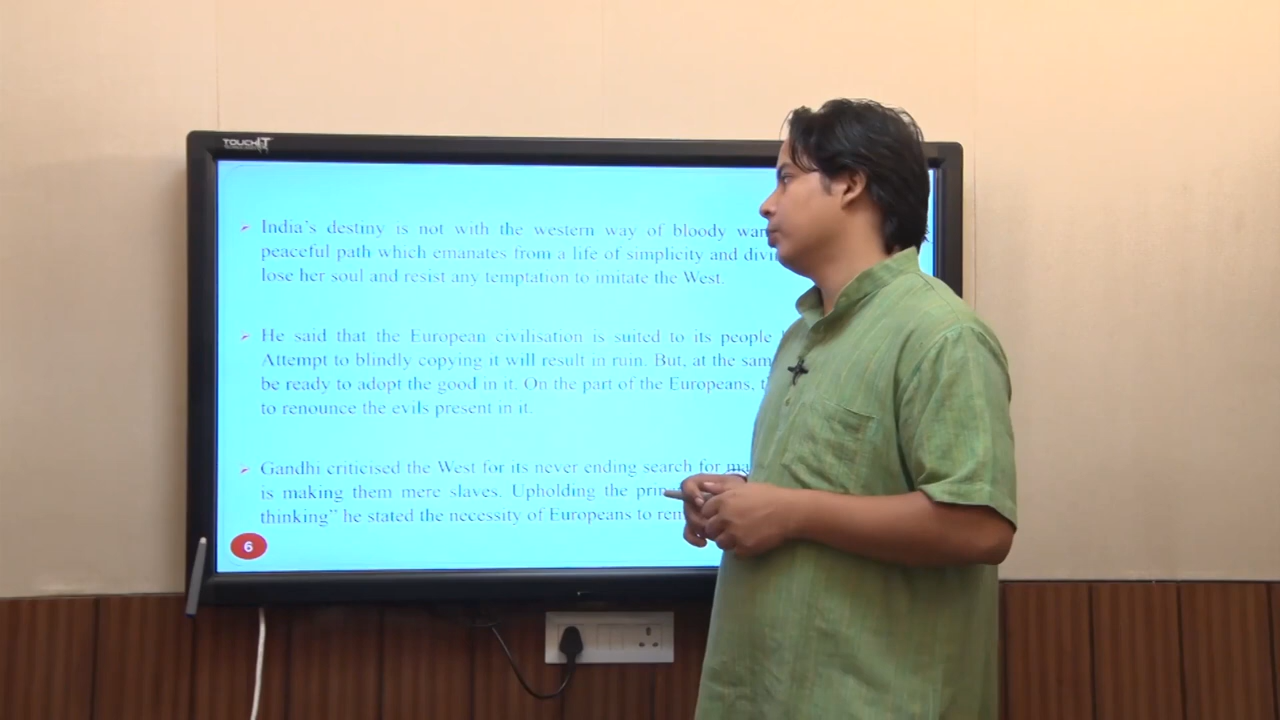 TOUCHIT
India's destiny is not with the western way of bloody
peaceful path which emanates from a life of simplicity and
lose her soul and resist any temptation to imitate the West.
He said that the European civilisation is suited to its people
Attempt to blindly copying it will result in ruin. But, at the
be ready to adopt the good in it. On the part of the Europeans,
to renounce the evils present in it.
Gandhi criticised the West for its never ending search for
is making them mere slaves. Upholding the
thinking" he stated the necessity of Europeans to
6